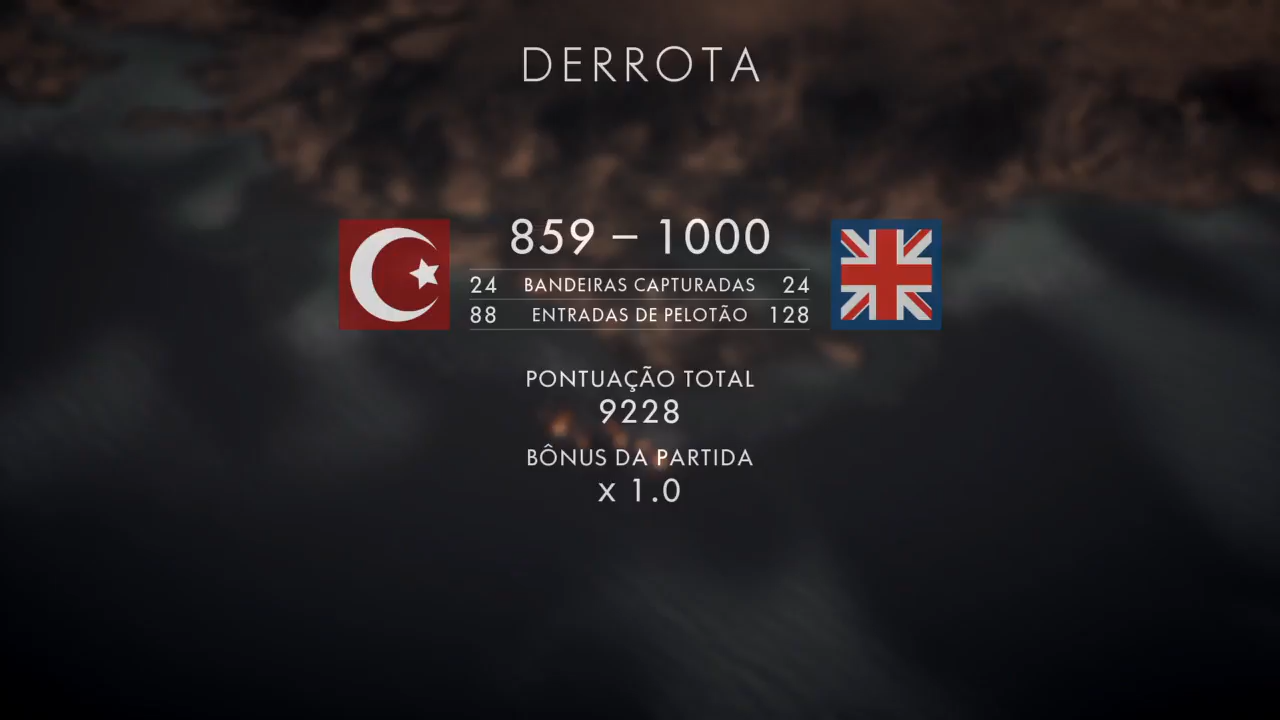 DERROTA
859 – 1000
24 BANDEIRAS CAPTURADAS 24
88 ENTRADAS DE PELOTÃO 128
PONTUAÇÃO TOTAL
9228
BÔNUS DA PARTIDA
x 1.0